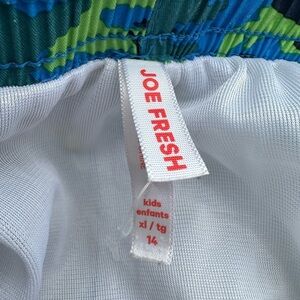 JOE FRESH
kids
enfants
xl / tg
14